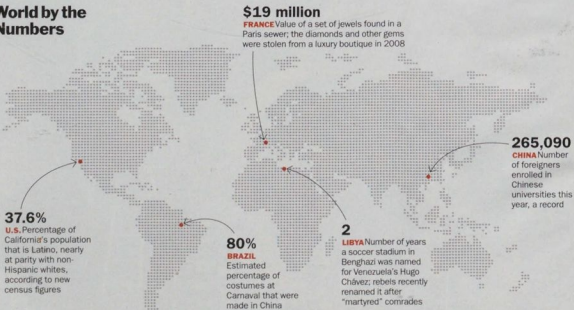 World by the
Numbers
$19 million
FRANCE Value of a set of jewels found in a
Paris sewer; the diamonds and other gems
were stolen from a luxury boutique in 2008
265,090
CHINA Number
of foreigners
enrolled in
Chinese
universities this
year, a record
37.6%
U.S. Percentage of
California's population
that is Latino, nearly
at parity with non-
Hispanic whites,
according to new
census figures
80%
BRAZIL
Estimated
percentage of
costumes at
Carnaval that were
made in China
2
LIBYA Number of years
a soccer stadium in
Benghazi was named
for Venezuela's Hugo
Chávez; rebels recently
renamed it after
"martyred" comrades